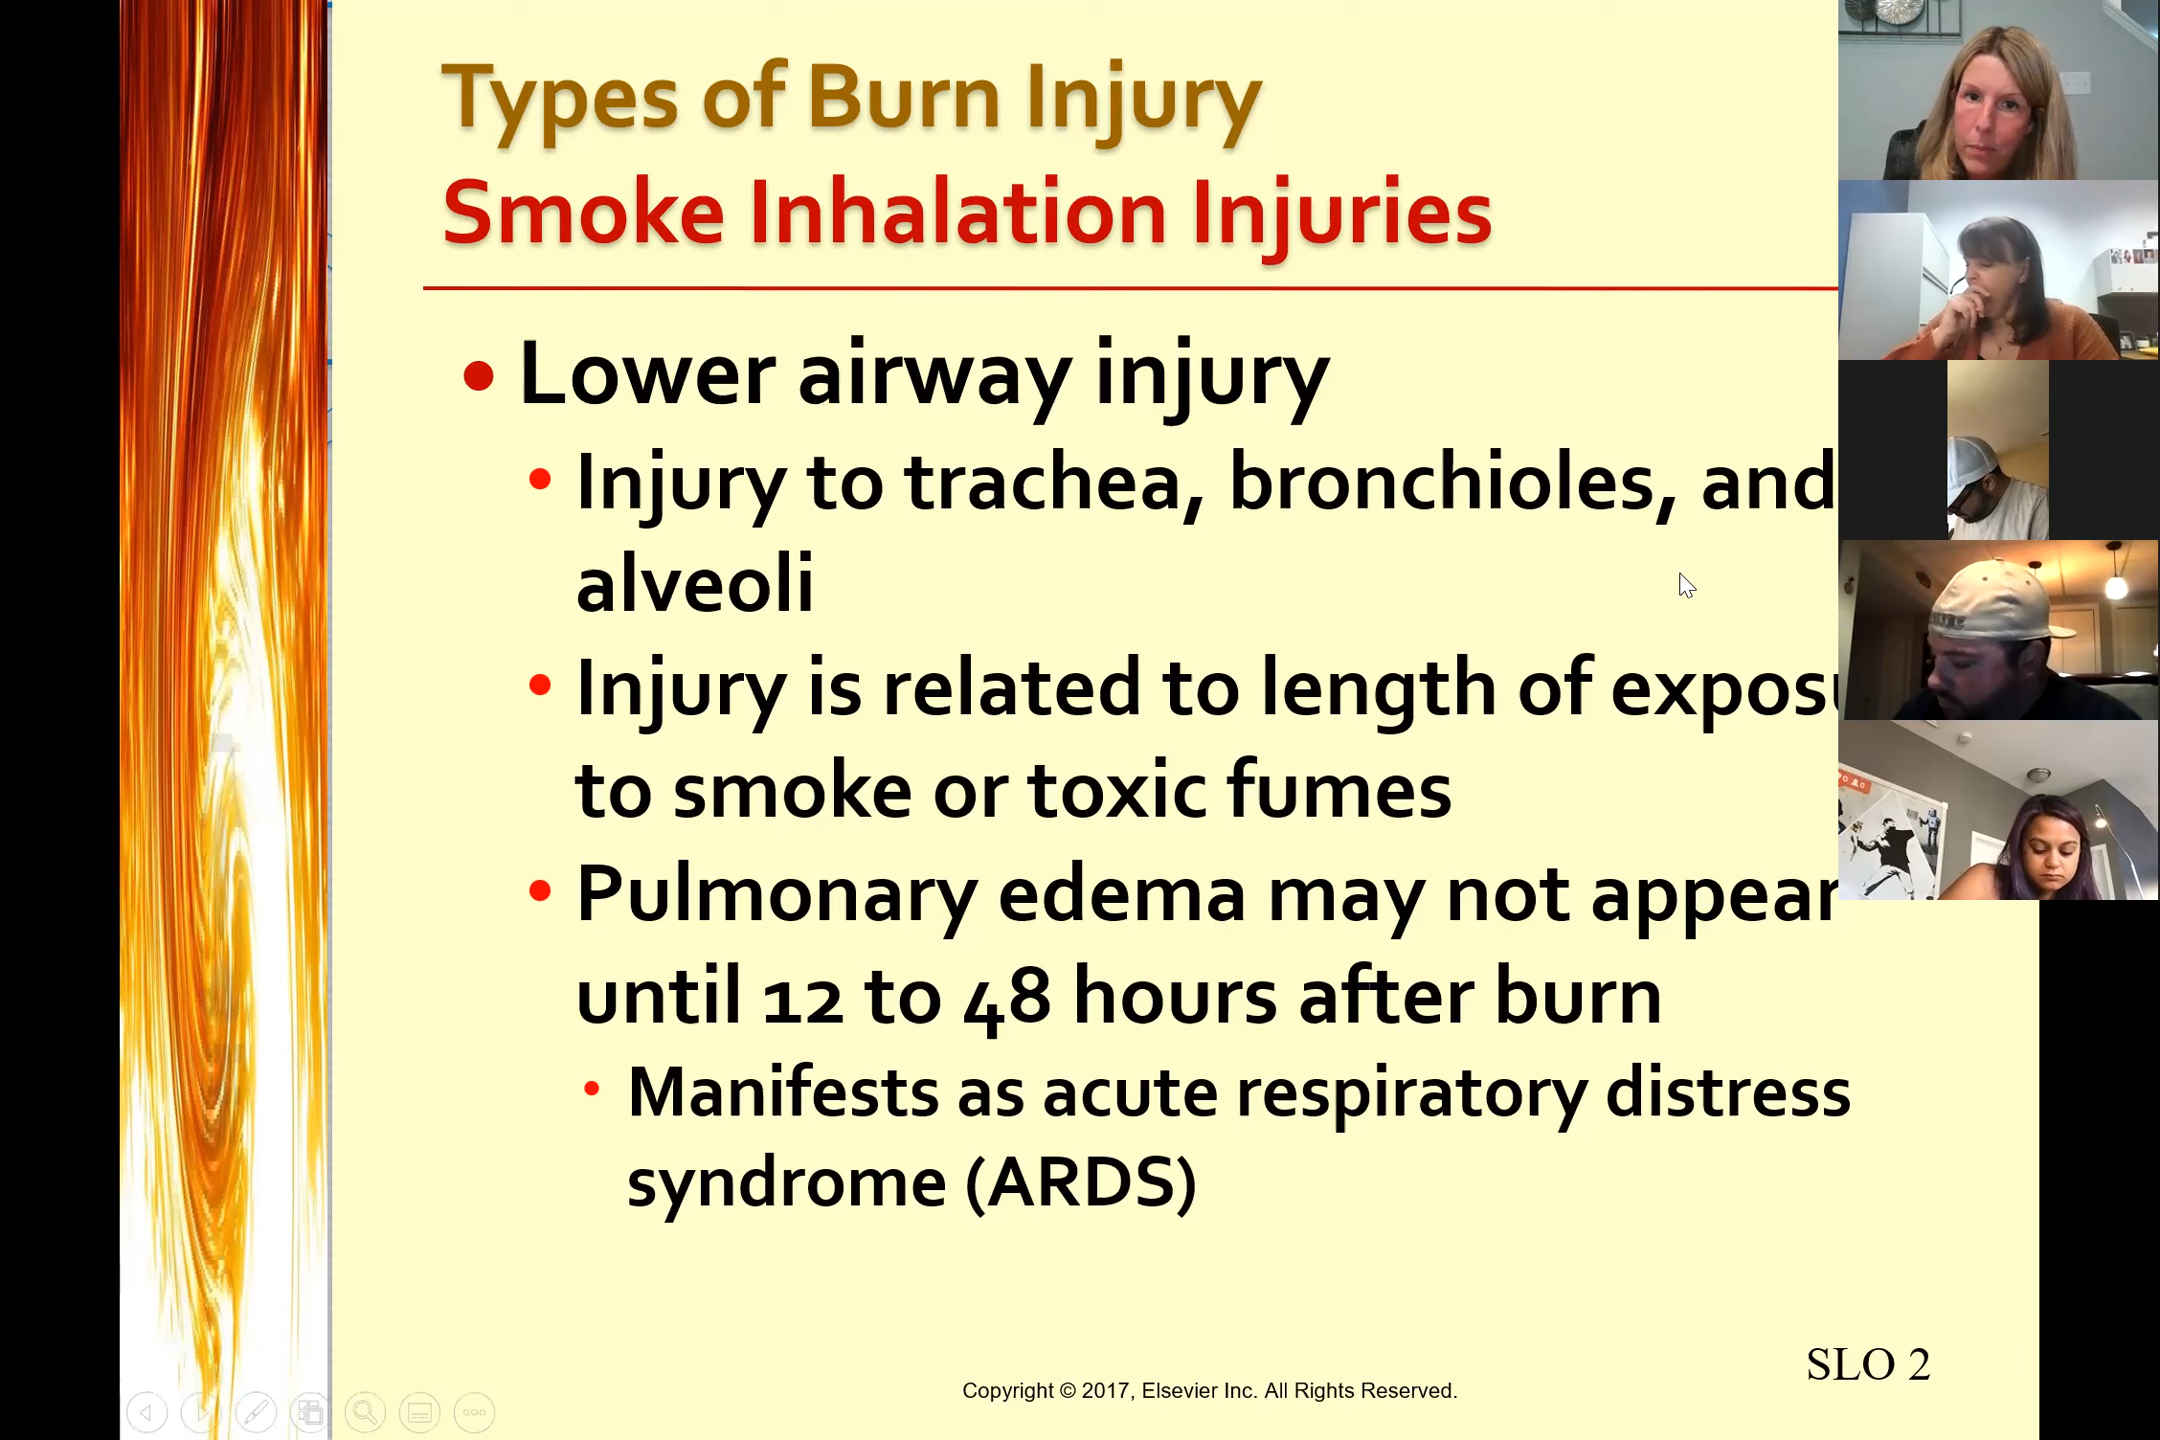 Types of Burn Injury
Smoke Inhalation Injuries
• Lower airway injury
• Injury to trachea, bronchioles, and
alveoli
• Injury is related to length of
to smoke or toxic fumes
• Pulmonary edema may not appear
until 12 to 48 hours after burn
• Manifests as acute respiratory distress
syndrome (ARDS)
SLO 2
Copyright © 2017, Elsevier Inc. All Rights Reserved.